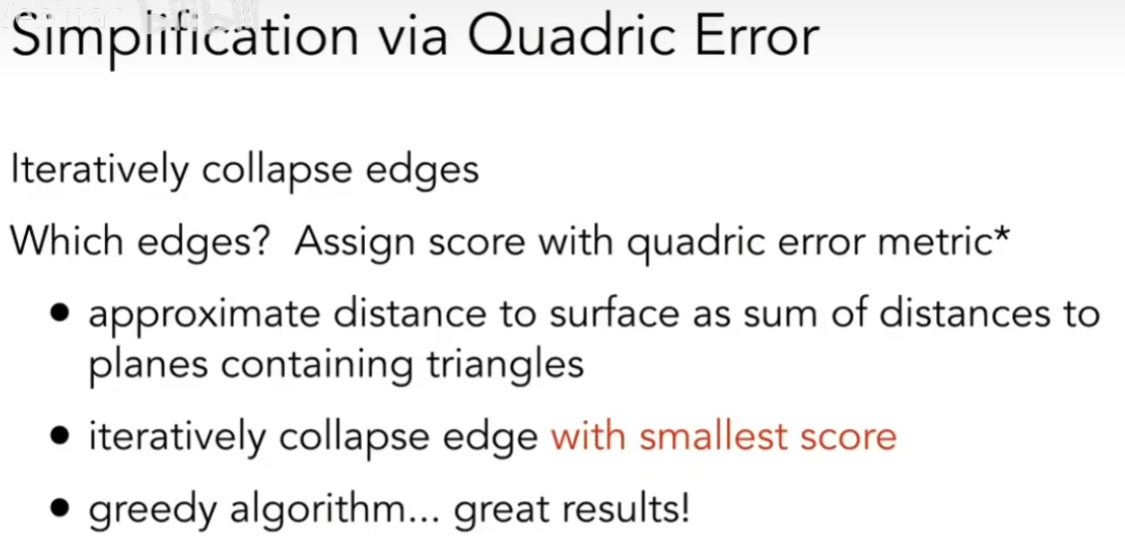 Simplification via Quadric Error
Iteratively collapse edges
Which edges? Assign score with quadric error metric*
● approximate distance to surface as sum of distances to
planes containing triangles
● iteratively collapse edge with smallest score
● greedy algorithm... great results!